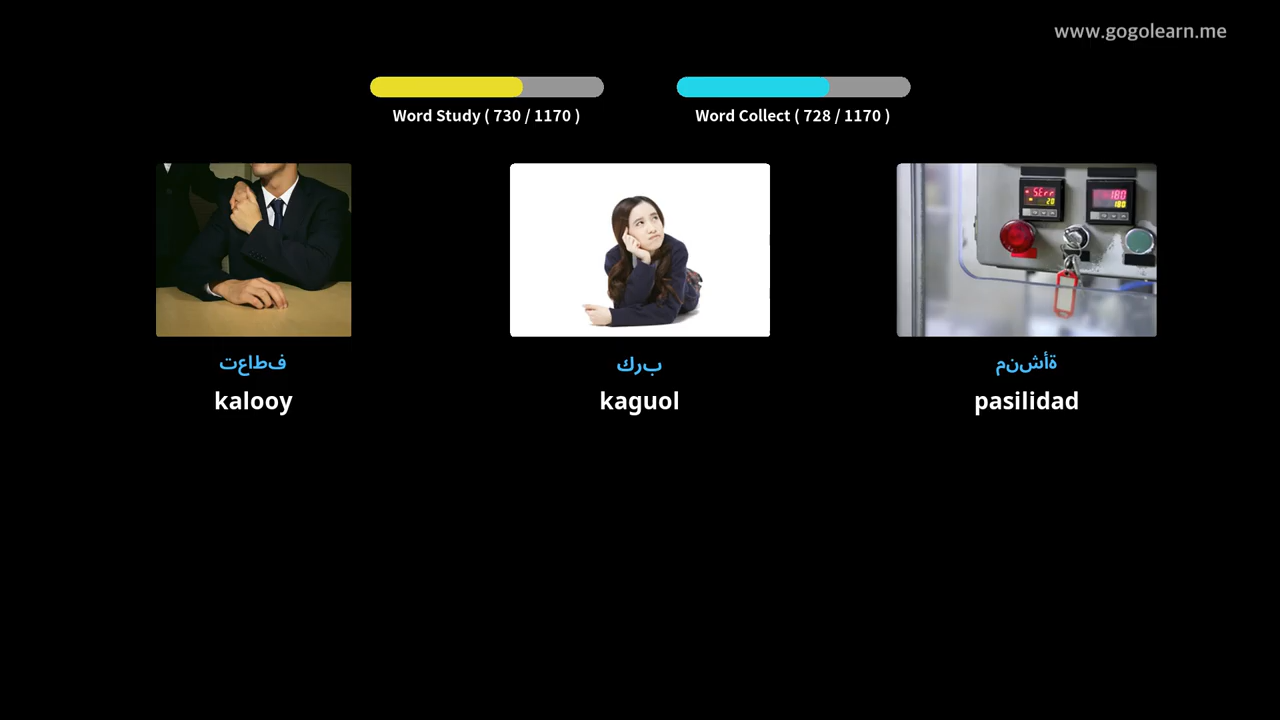 www.gogolearn.me
Word Study ( 730 / 1170 )
Word Collect ( 728 / 1170 )
فطاعت
برك
ةأشنم
kalooy
kaguol
pasilidad